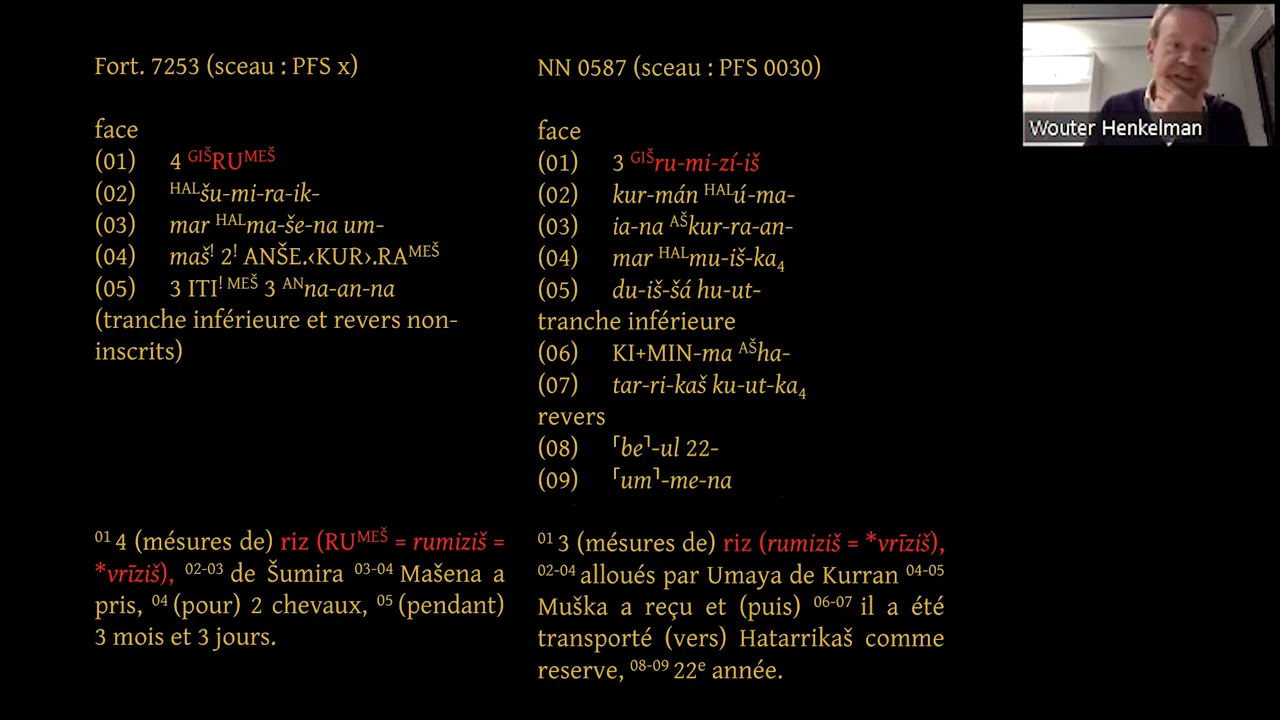 Fort. 7253 (sceau : PFS x)
face
(01) 4 ᴳᴵˢ̌RUᴹᴱˢ̌
(02) ᴴᴬᴸšu-mi-ra-ik-
(03) mar ᴴᴬᴸma-še-na um-
(04) maš! 2! ANŠE.‹KUR›.RAᴹᴱˢ̌
(05) 3 ITI! ᴹᴱˢ̌ 3 ᴬᴺna-an-na
(tranche inférieure et revers non-
inscrits)
01 4 (mésures de) riz (RUᴹᴱˢ̌ = rumiziš =
*vrīziš), 02-03 de Šumira 03-04 Mašena a
pris, 04 (pour) 2 chevaux, 05 (pendant)
3 mois et 3 jours.
NN 0587 (sceau : PFS 0030)
face
(01) 3 ᴳᴵˢ̌ru-mi-zí-iš
(02) kur-mán ᴴᴬᴸú-ma-
(03) ia-na ᴬˢ̌kur-ra-an-
(04) mar ᴴᴬᴸmu-iš-ka₄
(05) du-iš-šá hu-ut-
tranche inférieure
(06) KI+MIN-ma ᴬˢ̌ha-
(07) tar-ri-kaš ku-ut-ka₄
revers
(08) ⸢be⸣-ul 22-
(09) ⸢um⸣-me-na
01 3 (mésures de) riz (rumiziš = *vrīziš),
02-04 alloués par Umaya de Kurran 04-05
Muška a reçu et (puis) 06-07 il a été
transporté (vers) Hatarrikaš comme
reserve, 08-09 22ᵉ année.
Wouter Henkelman